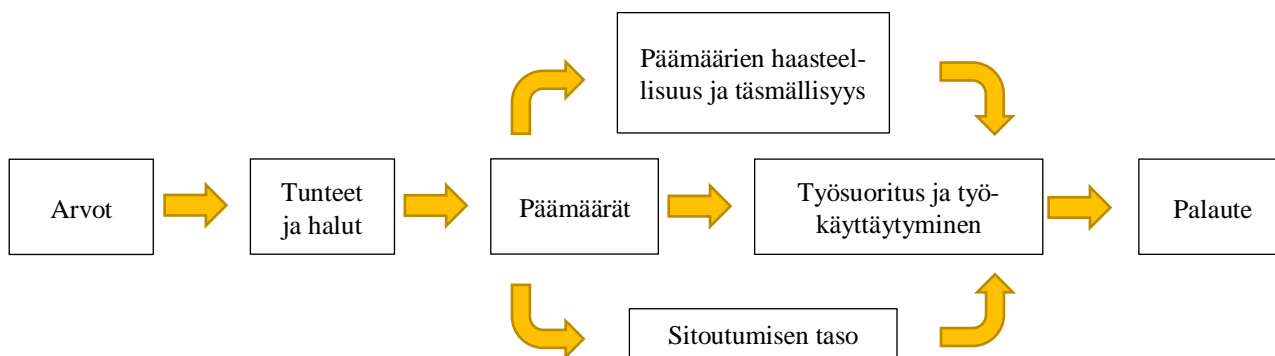 Päämäärien haasteel-
lisuus ja täsmällisyys
Arvot
Tunteet
ja halut
Päämäärät
Työsuoritus ja työ-
käyttäytyminen
Palaute
Sitoutumisen taso